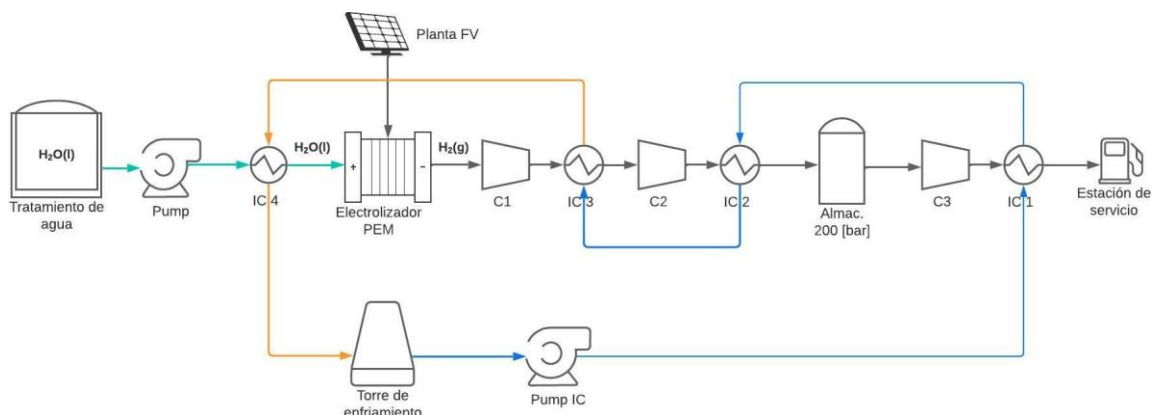 Planta FV
H₂O(l)
H₂O(l)
H₂(g)
+
−
Tratamiento de
agua
Pump
IC 4
Electrolizador
PEM
C1
IC 3
C2
IC 2
Almac.
200 [bar]
C3
IC 1
Estación de
servicio
Torre de
enfriamiento
Pump IC